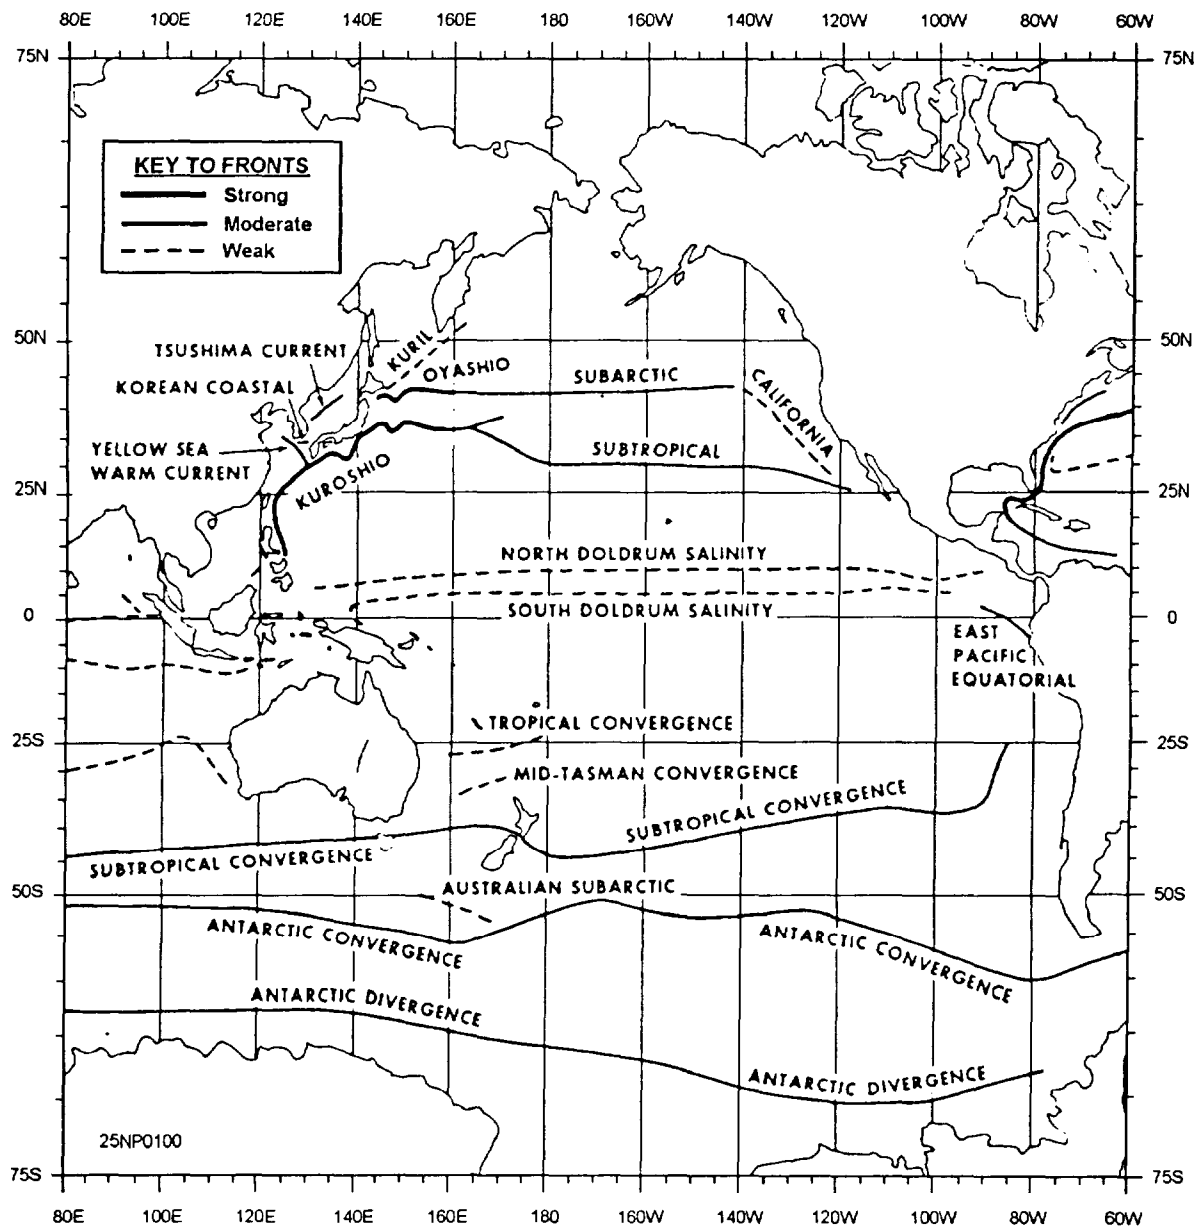 80E 100E 120E 140E 160E 180 160W 140W 120W 100W 80W 60W
75N 75N
KEY TO FRONTS
Strong
Moderate
Weak
50N 50N
TSUSHIMA CURRENT
KURIL
OYASHIO
KOREAN COASTAL
SUBARCTIC
CALIFORNIA
YELLOW SEA
WARM CURRENT
KUROSHIO
SUBTROPICAL
25N 25N
NORTH DOLDRUM SALINITY
SOUTH DOLDRUM SALINITY
0 0
EAST
PACIFIC
EQUATORIAL
TROPICAL CONVERGENCE
25S 25S
MID-TASMAN CONVERGENCE
SUBTROPICAL CONVERGENCE
SUBTROPICAL CONVERGENCE
AUSTRALIAN SUBARCTIC
50S 50S
ANTARCTIC CONVERGENCE
ANTARCTIC CONVERGENCE
ANTARCTIC DIVERGENCE
ANTARCTIC DIVERGENCE
25NP0100
75S 75S
80E 100E 120E 140E 160E 180 160W 140W 120W 100W 80W 60W